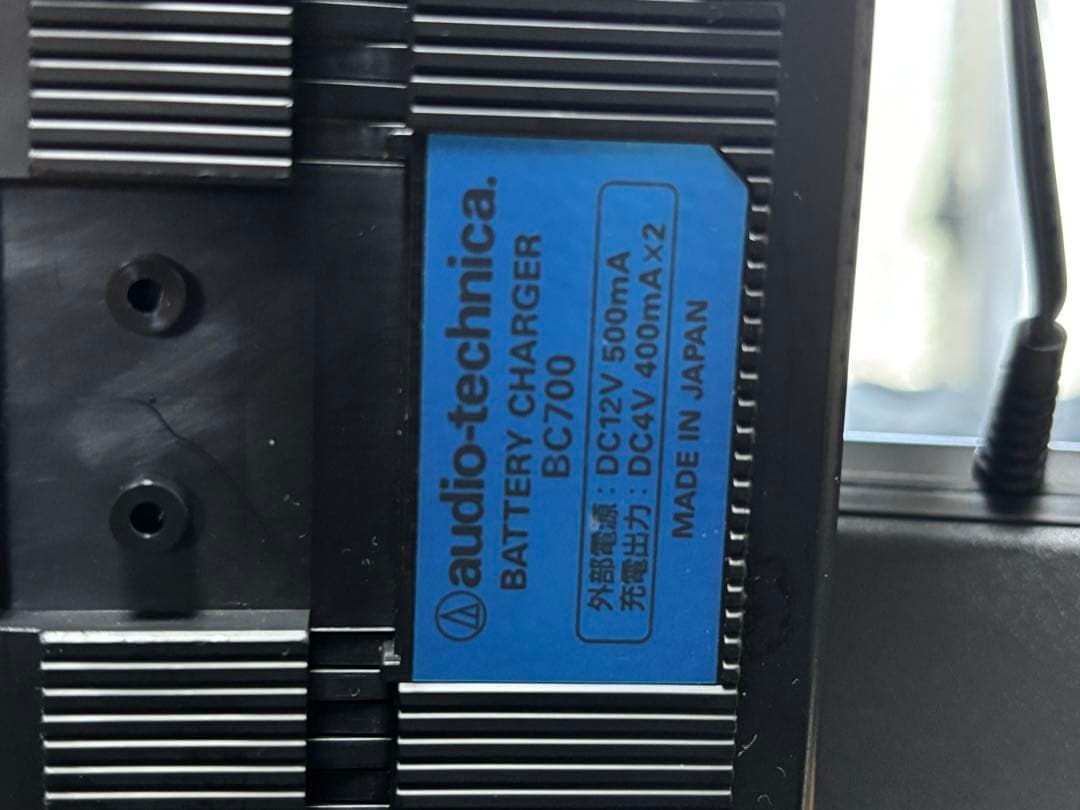 audio-technica.
BATTERY CHARGER
BC700
外部電源：DC12V 500mA
充電出力：DC4V 400mA×2
MADE IN JAPAN